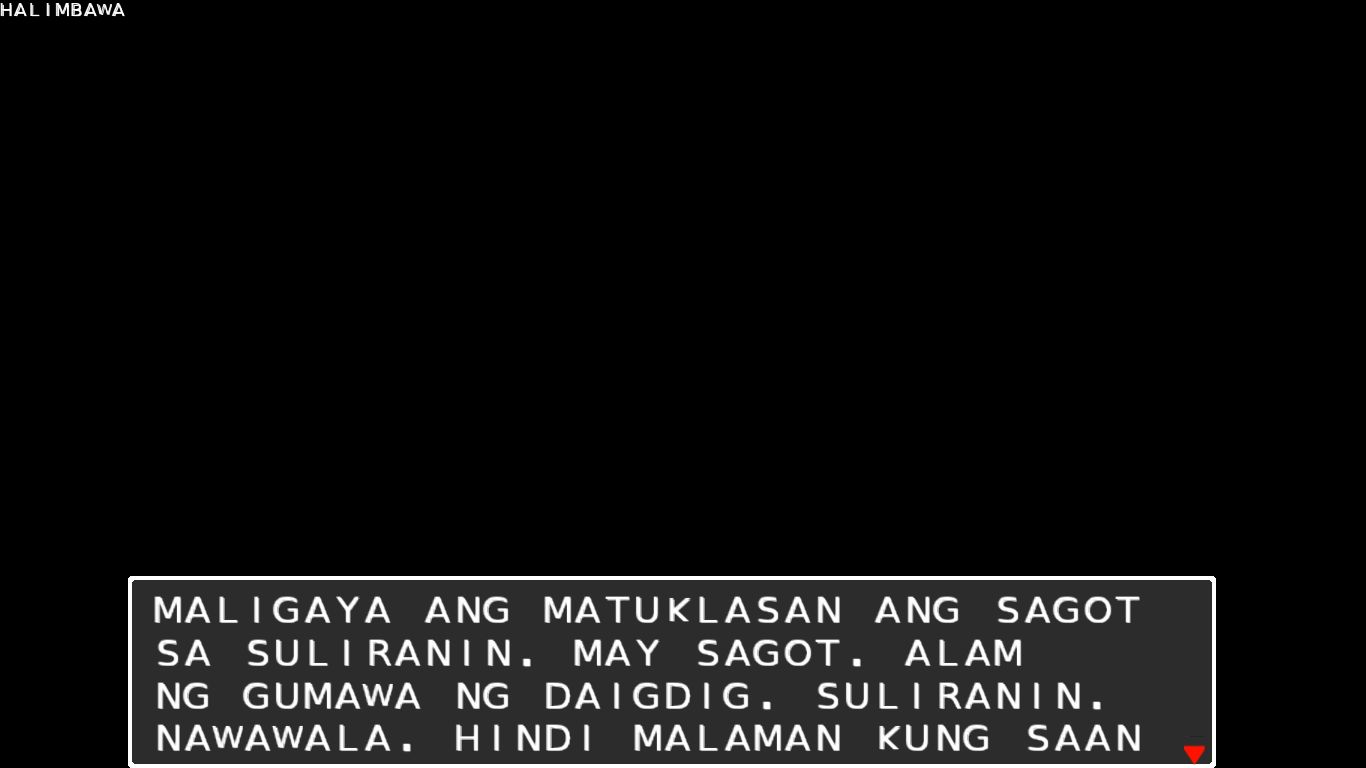 HALIMBAWA
MALIGAYA ANG MATUKLASAN ANG SAGOT
SA SULIRANIN. MAY SAGOT. ALAM
NG GUMAWA NG DAIGDIG. SULIRANIN.
NAWAWALA. HINDI MALAMAN KUNG SAAN